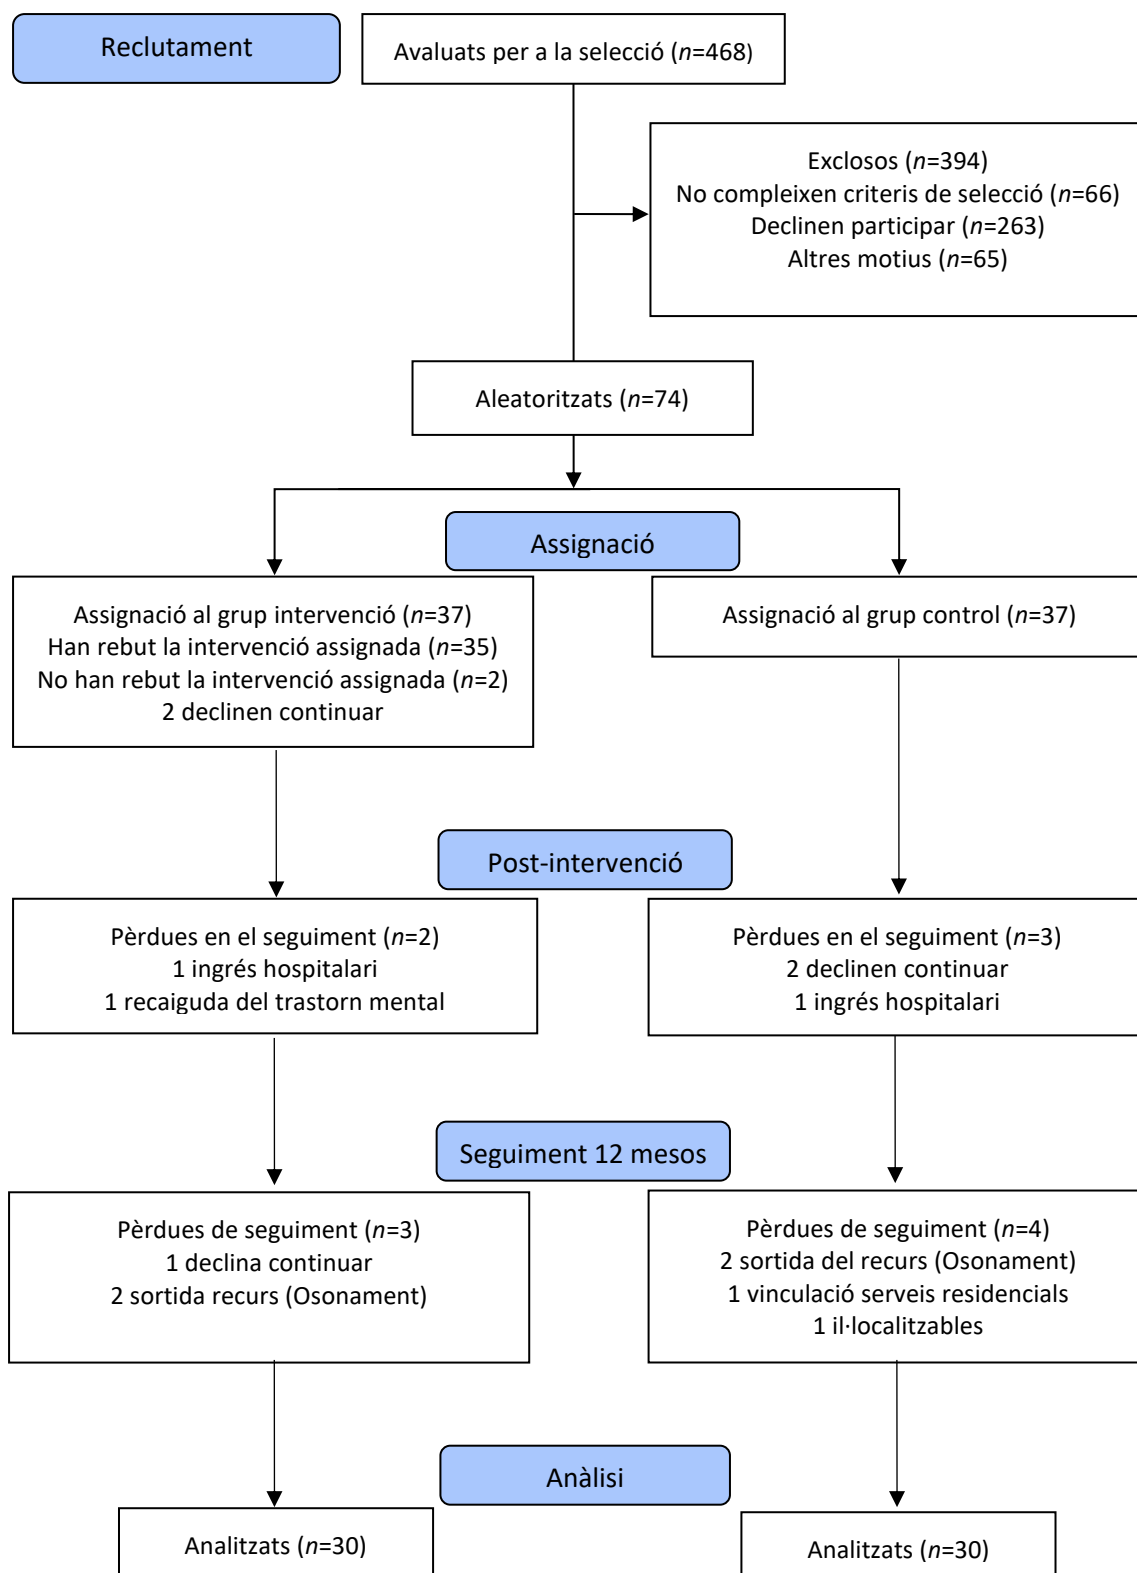 Reclutament
Avaluats per a la selecció (n=468)
Exclosos (n=394)
No compleixen criteris de selecció (n=66)
Declinen participar (n=263)
Altres motius (n=65)
Aleatoritzats (n=74)
Assignació
Assignació al grup intervenció (n=37)
Han rebut la intervenció assignada (n=35)
No han rebut la intervenció assignada (n=2)
2 declinen continuar
Assignació al grup control (n=37)
Post-intervenció
Pèrdues en el seguiment (n=2)
1 ingrés hospitalari
1 recaiguda del trastorn mental
Pèrdues en el seguiment (n=3)
2 declinen continuar
1 ingrés hospitalari
Seguiment 12 mesos
Pèrdues de seguiment (n=3)
1 declina continuar
2 sortida recurs (Osonament)
Pèrdues de seguiment (n=4)
2 sortida del recurs (Osonament)
1 vinculació serveis residencials
1 il·localitzables
Anàlisi
Analitzats (n=30)
Analitzats (n=30)